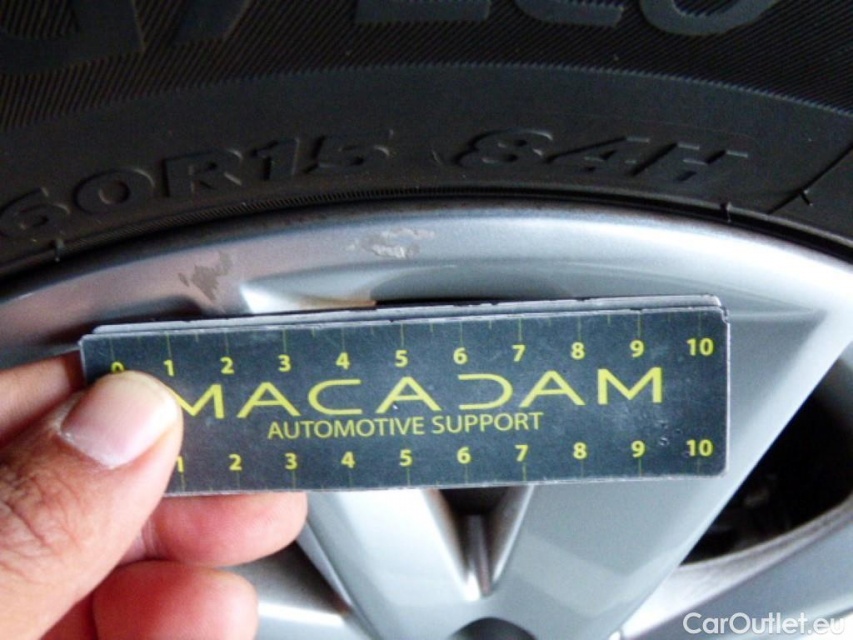 60R15 84H
0 1 2 3 4 5 6 7 8 9 10
MACADAM
AUTOMOTIVE SUPPORT
1 2 3 4 5 6 7 8 9 10
CarOutlet.eu